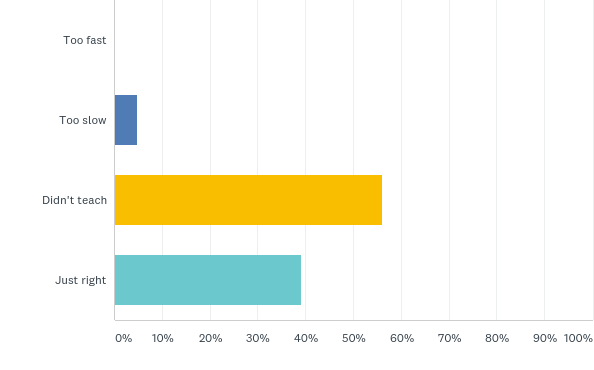 Too fast
Too slow
Didn't teach
Just right
0% 10% 20% 30% 40% 50% 60% 70% 80% 90% 100%